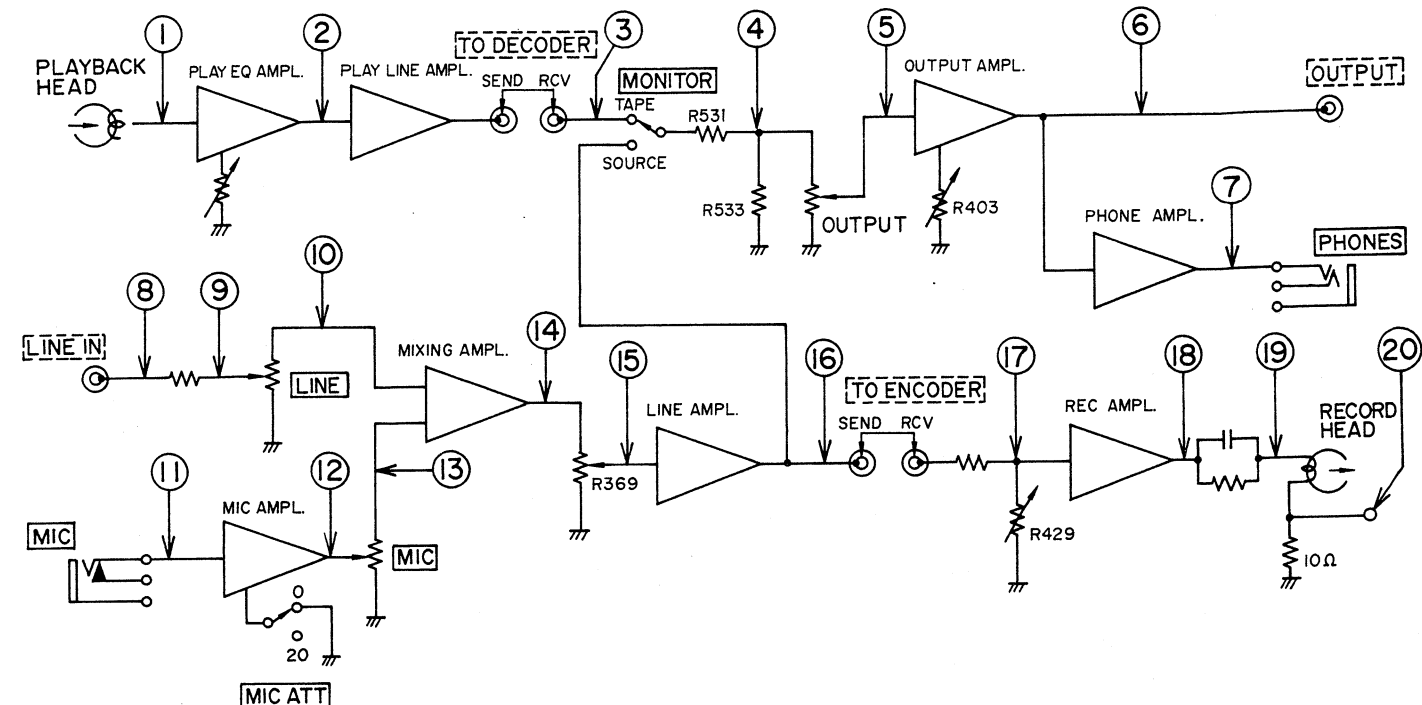 1
2
3
4
5
6
TO DECODER
PLAYBACK
HEAD
PLAY EQ AMPL.
PLAY LINE AMPL.
SEND RCV
MONITOR
OUTPUT AMPL.
OUTPUT
TAPE
R531
SOURCE
R533
OUTPUT
R403
7
PHONE AMPL.
PHONES
8
9
10
LINE IN
LINE
MIXING AMPL.
14
15
16
17
18
19
20
LINE AMPL.
TO ENCODER
SEND RCV
REC AMPL.
RECORD
HEAD
R369
R429
10Ω
11
12
13
MIC AMPL.
MIC
MIC
0
20
MIC ATT